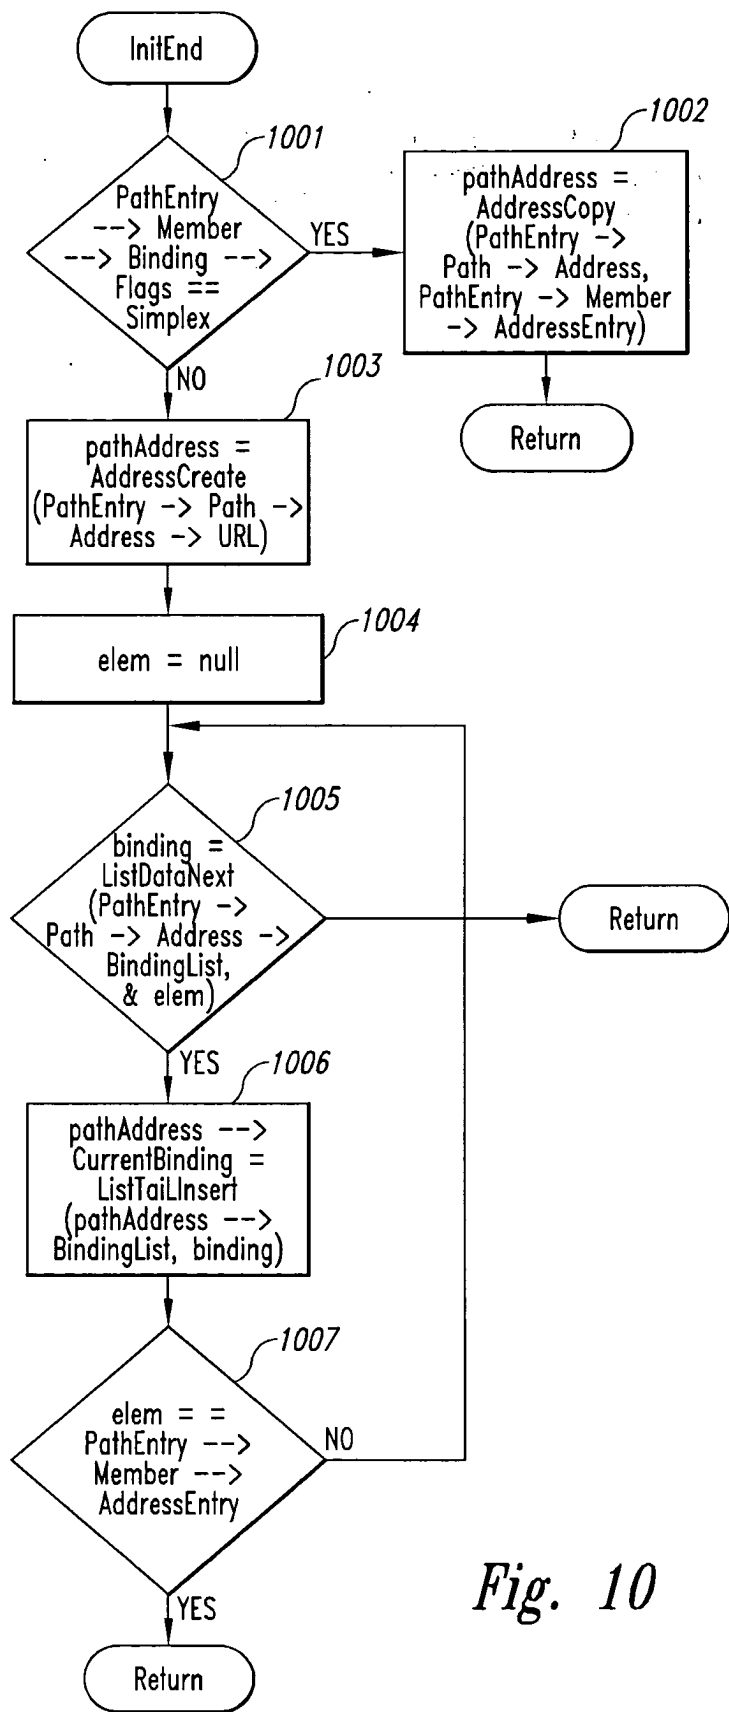 InitEnd
1001
PathEntry
--> Member
--> Binding -->
Flags ==
Simplex
YES
NO
1002
pathAddress =
AddressCopy
(PathEntry ->
Path -> Address,
PathEntry -> Member
-> AddressEntry)
Return
1003
pathAddress =
AddressCreate
(PathEntry -> Path ->
Address -> URL)
1004
elem = null
1005
binding =
ListDataNext
(PathEntry ->
Path -> Address ->
BindingList,
& elem)
Return
YES
1006
pathAddress -->
CurrentBinding =
ListTaiLInsert
(pathAddress -->
BindingList, binding)
1007
elem = =
PathEntry -->
Member -->
AddressEntry
NO
YES
Return
Fig. 10